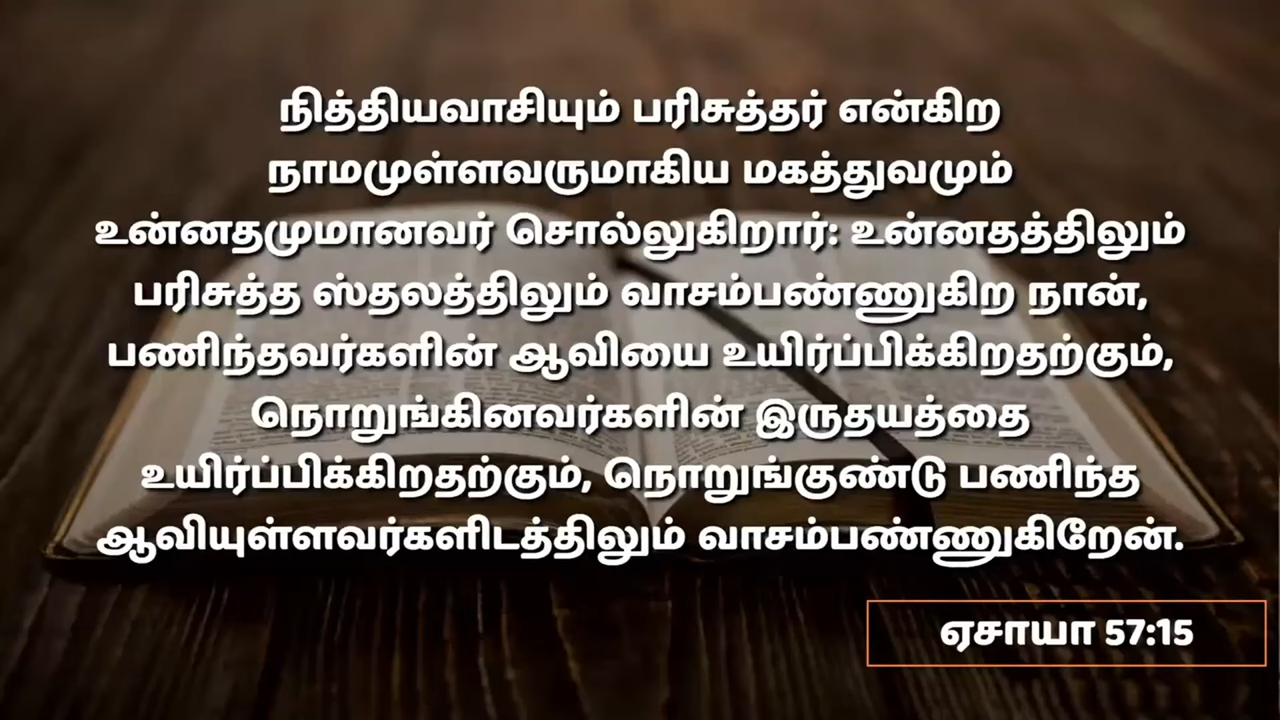 நித்தியவாசியும் பரிசுத்தர் என்கிற
நாமமுள்ளவருமாகிய மகத்துவமும்
உன்னதமுமானவர் சொல்லுகிறார்: உன்னதத்திலும்
பரிசுத்த ஸ்தலத்திலும் வாசம்பண்ணுகிற நான்,
பணிந்தவர்களின் ஆவியை உயிர்ப்பிக்கிறதற்கும்,
நொறுங்கினவர்களின் இருதயத்தை
உயிர்ப்பிக்கிறதற்கும், நொறுங்குண்டு பணிந்த
ஆவியுள்ளவர்களிடத்திலும் வாசம்பண்ணுகிறேன்.
ஏசாயா 57:15